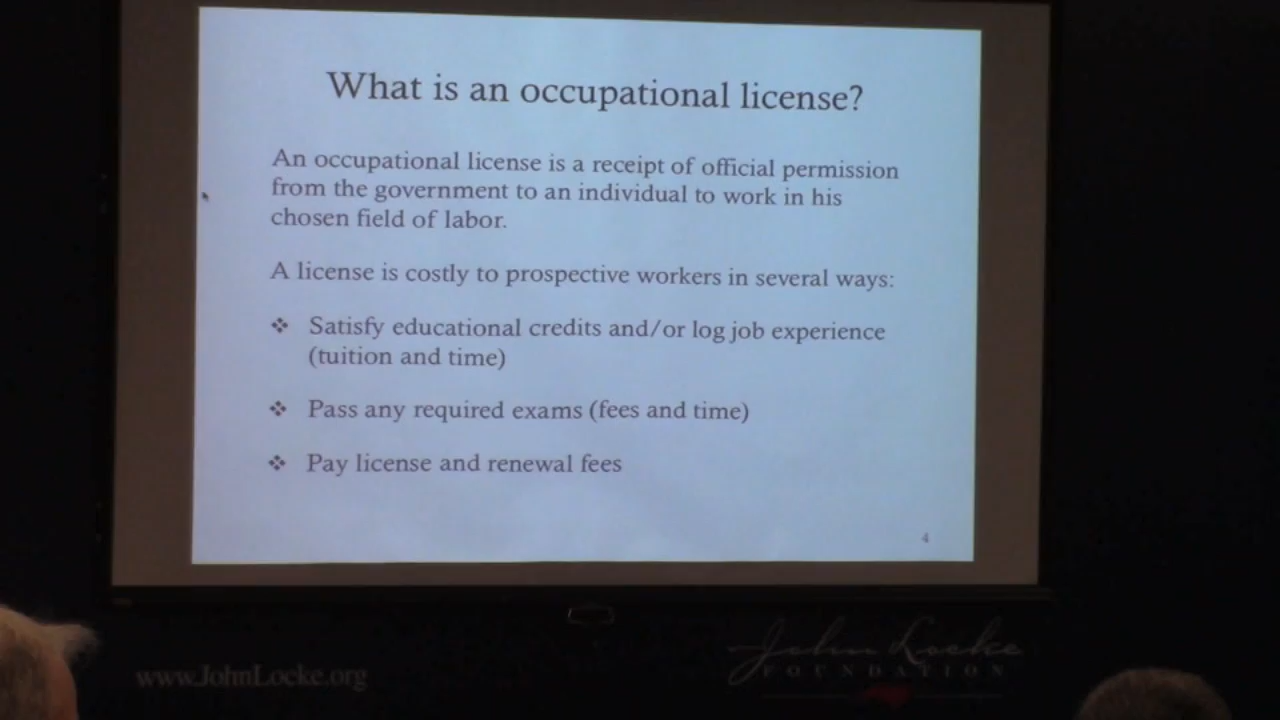 What is an occupational license?
An occupational license is a receipt of official permission
from the government to an individual to work in his
chosen field of labor.
A license is costly to prospective workers in several ways:
❖ Satisfy educational credits and/or log job experience
(tuition and time)
❖ Pass any required exams (fees and time)
❖ Pay license and renewal fees
4
www.JohnLocke.org
John Locke
FOUNDATION